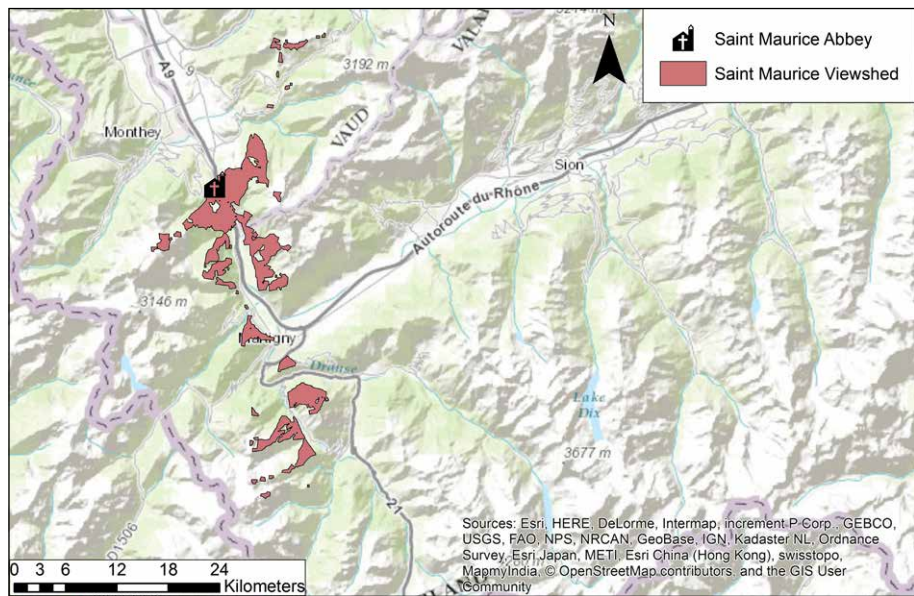 N
Saint Maurice Abbey
Saint Maurice Viewshed
A9
9
3192 m
Monthey
VAUD
Sion
Autoroute du Rhône
3146 m
Martigny
Dranse
Lake
Dix
3677 m
21
D1506
Sources: Esri, HERE, DeLorme, Intermap, increment P Corp., GEBCO,
USGS, FAO, NPS, NRCAN, GeoBase, IGN, Kadaster NL, Ordnance
Survey, Esri Japan, METI, Esri China (Hong Kong), swisstopo,
MapmyIndia, © OpenStreetMap contributors, and the GIS User
Community
0 3 6 12 18 24
Kilometers